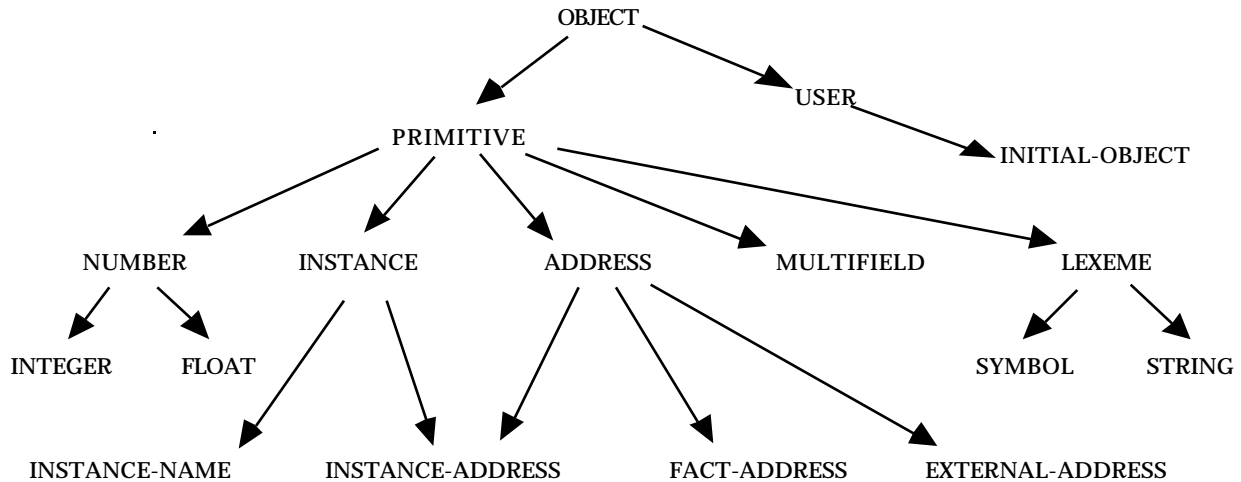 OBJECT
USER
PRIMITIVE
INITIAL-OBJECT
NUMBER INSTANCE ADDRESS MULTIFIELD LEXEME
INTEGER FLOAT SYMBOL STRING
INSTANCE-NAME INSTANCE-ADDRESS FACT-ADDRESS EXTERNAL-ADDRESS